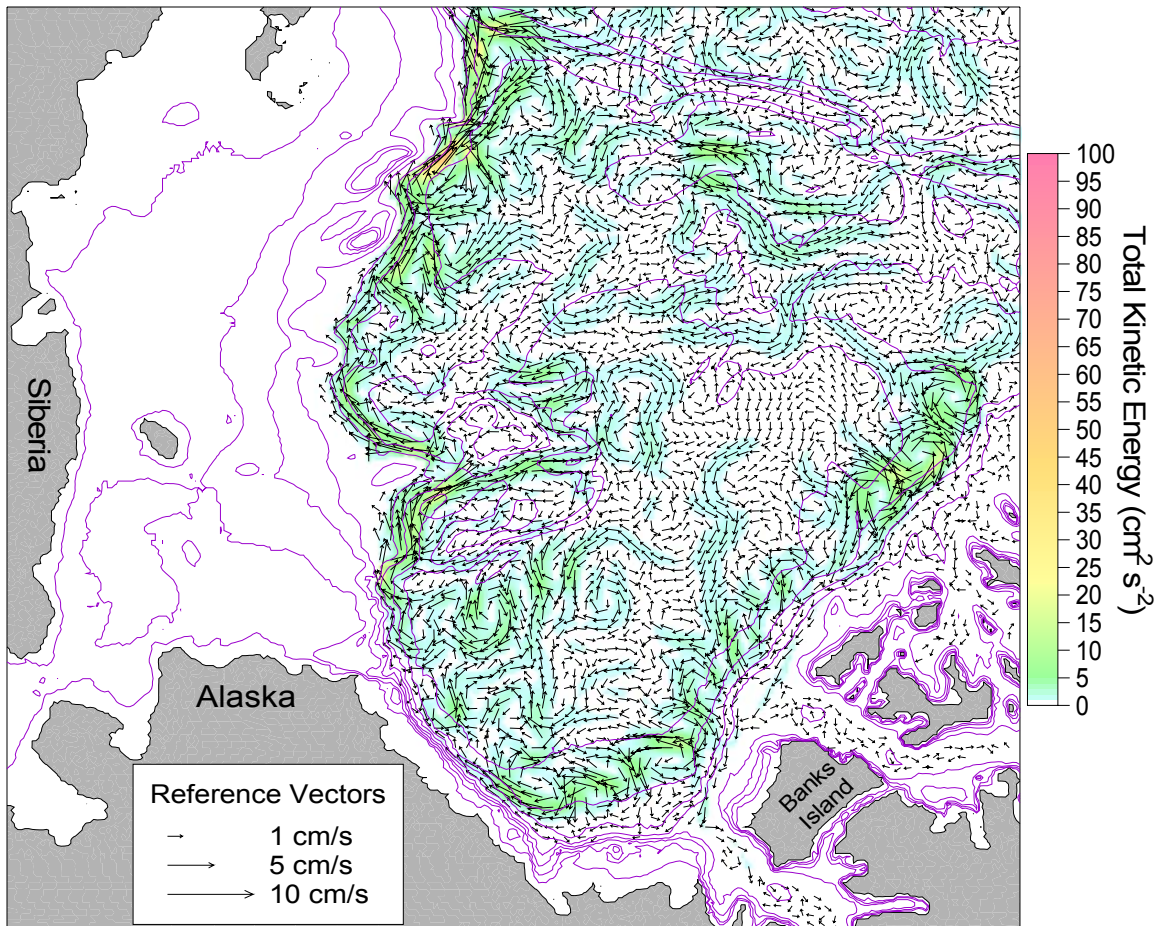 Siberia
Alaska
Banks
Island
Reference Vectors
1 cm/s
5 cm/s
10 cm/s
100
95
90
85
80
75
70
65
60
55
50
45
40
35
30
25
20
15
10
5
0
Total Kinetic Energy (cm² s⁻²)